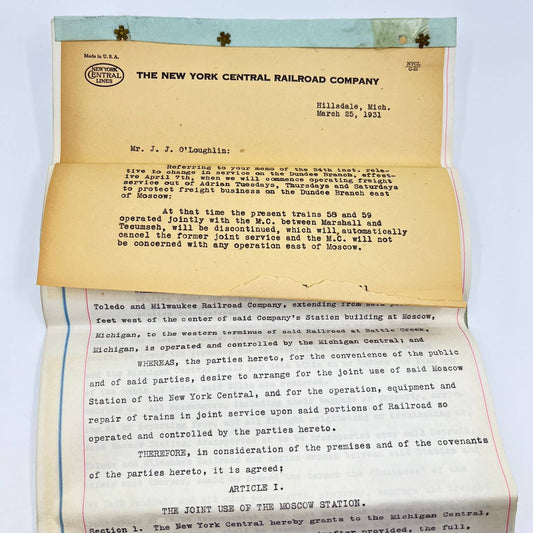 Made in U.S.A.
NEW YORK
CENTRAL
LINES
THE NEW YORK CENTRAL RAILROAD COMPANY
NYCL
Hillsdale, Mich.
March 25, 1931
Mr. J. J. O'Loughlin:
Referring to your memo of the 24th inst. rela-
tive to change in service on the Dundee Branch, effect-
ive April 7th, when we will commence operating freight
service out of Adrian Tuesdays, Thursdays and Saturdays
to protect freight business on the Dundee Branch east
of Moscow:
At that time the present trains 58 and 59
operated jointly with the M.C. between Marshall and
Tecumseh, will be discontinued, which will automatically
cancel the former joint service and the M.C. will not
be concerned with any operation east of Moscow.
Toledo and Milwaukee Railroad Company, extending from said
feet west of the center of said Company's Station building at Moscow,
Michigan, to the western terminus of said Railroad at Battle Creek,
Michigan, is operated and controlled by the Michigan Central; and
WHEREAS, the parties hereto, for the convenience of the public
and of said parties, desire to arrange for the joint use of said Moscow
Station of the New York Central, and for the operation, equipment and
repair of trains in joint service upon said portions of Railroad so
operated and controlled by the parties hereto.
THEREFORE, in consideration of the premises and of the covenants
of the parties hereto, it is agreed;
ARTICLE I.
THE JOINT USE OF THE MOSCOW STATION.
Section 1. The New York Central hereby grants to the Michigan Central,
provided, the full,